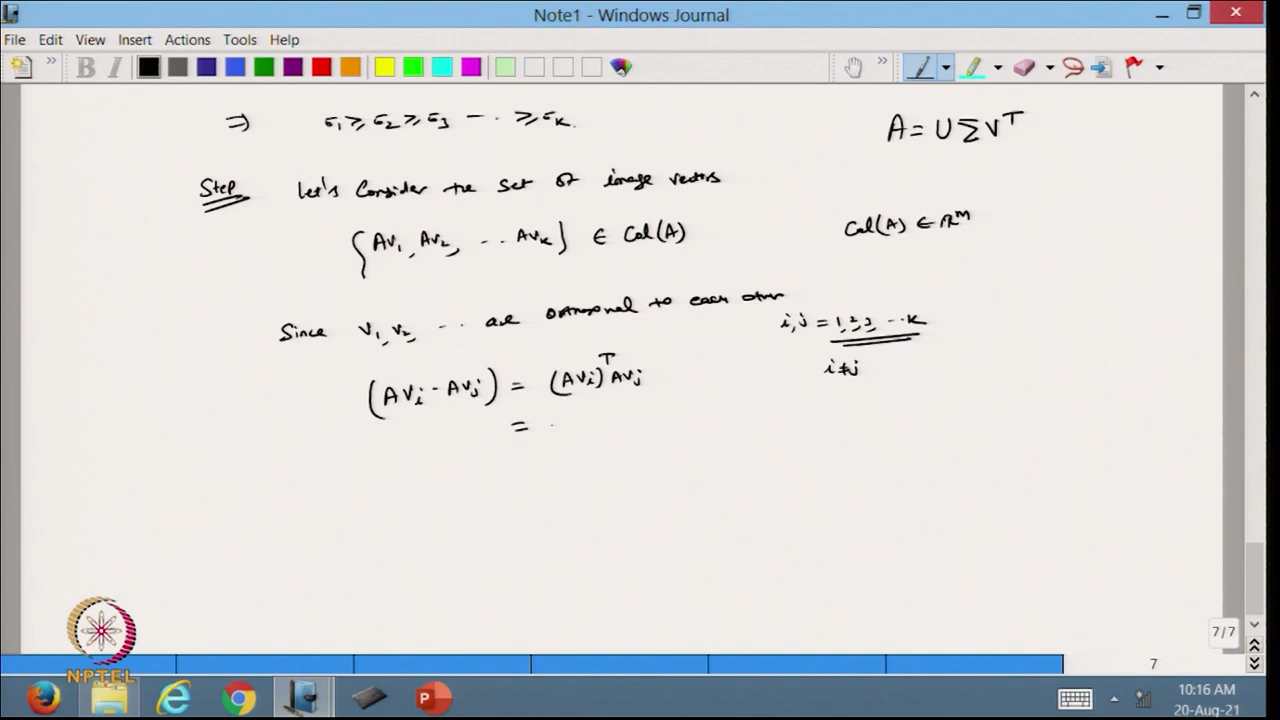 Note1 - Windows Journal
File Edit View Insert Actions Tools Help
⇒ σ1 ≥ σ2 ≥ σ3 - .. ≥ σk.
A = U Σ V^T
Step Let's Consider the set of image vectors
{Av1, Av2, ... Avk} ∈ Col(A)
Col(A) ∈ R^m
Since v1, v2, ... are orthogonal to each other
i,j = 1,2,3, ...k
i≠j
(Avi - Avj) = (Avi)^T Avj
=
NPTEL
7/7
7
10:16 AM
20-Aug-21